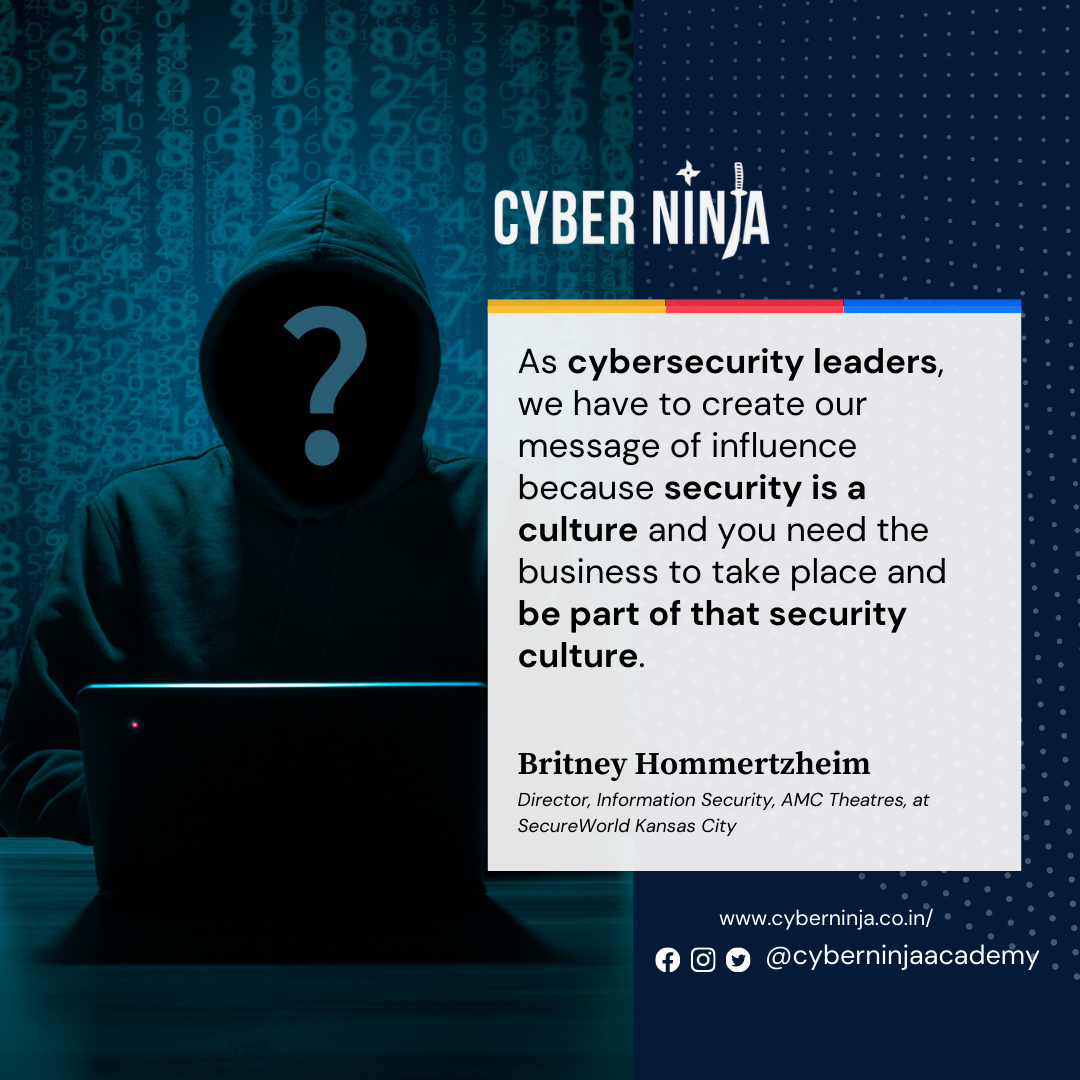 CYBER NINJA
?
As cybersecurity leaders,
we have to create our
message of influence
because security is a
culture and you need the
business to take place and
be part of that security
culture.
Britney Hommertzheim
Director, Information Security, AMC Theatres, at
SecureWorld Kansas City
www.cyberninja.co.in/
@cyberninjaacademy